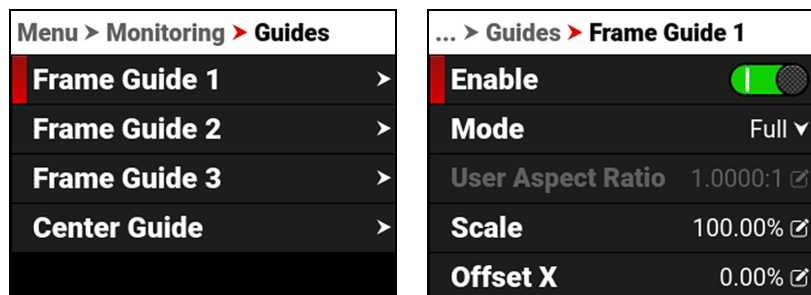 Menu > Monitoring > Guides
Frame Guide 1 >
Frame Guide 2 >
Frame Guide 3 >
Center Guide >
... > Guides > Frame Guide 1
Enable
Mode Full
User Aspect Ratio 1.0000:1
Scale 100.00%
Offset X 0.00%